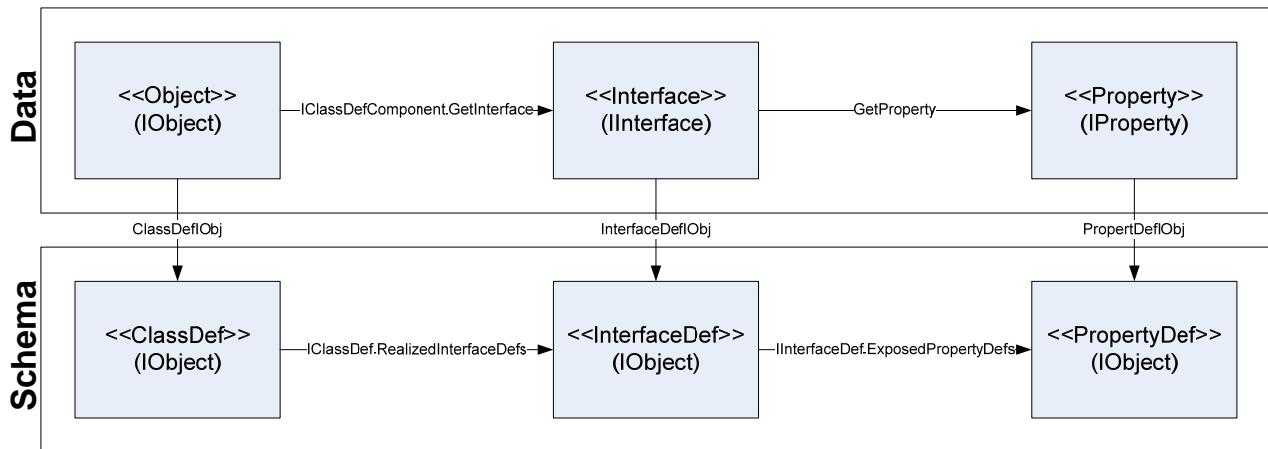 Data
<<Object>>
(IObject)
IClassDefComponent.GetInterface
<<Interface>>
(IInterface)
GetProperty
<<Property>>
(IProperty)
ClassDefIObj
InterfaceDefIObj
PropertDefIObj
Schema
<<ClassDef>>
(IObject)
IClassDef.RealizedInterfaceDefs
<<InterfaceDef>>
(IObject)
IInterfaceDef.ExposedPropertyDefs
<<PropertyDef>>
(IObject)